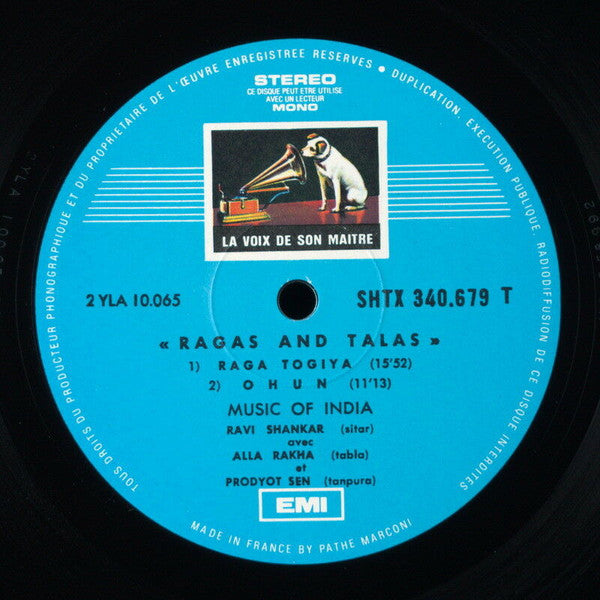 TOUS DROITS DU PRODUCTEUR PHONOGRAPHIQUE ET DU PROPRIETAIRE DE L'ŒUVRE ENREGISTREE RESERVES • DUPLICATION, EXECUTION PUBLIQUE, RADIODIFFUSION DE CE DISQUE INTERDITES
STEREO
CE DISQUE PEUT ETRE UTILISE
AVEC UN LECTEUR
MONO
LA VOIX DE SON MAITRE
2 YLA 10.065
SHTX 340.679 T
« RAGAS AND TALAS »
1) RAGA TOGIYA (15'52)
2) OHUN (11'13)
MUSIC OF INDIA
RAVI SHANKAR (sitar)
avec
ALLA RAKHA (tabla)
et
PRODYOT SEN (tanpura)
EMI
MADE IN FRANCE BY PATHE MARCONI